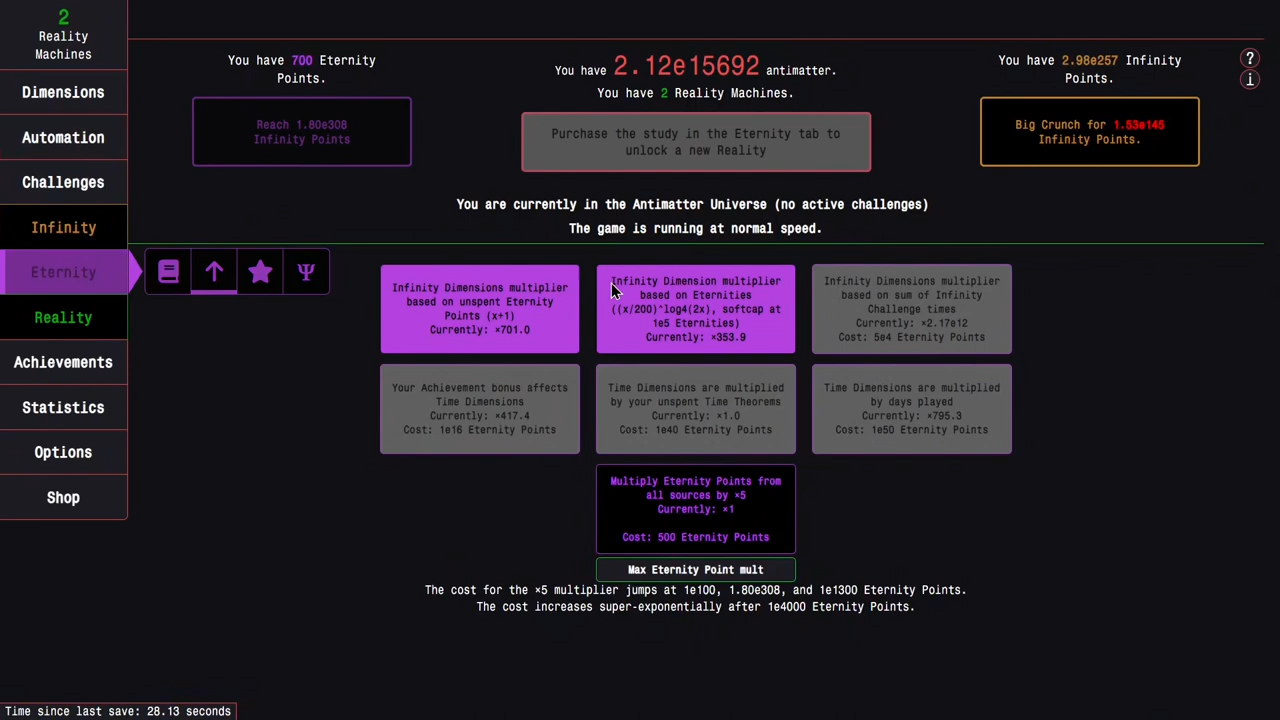 2
Reality
Machines
Dimensions
Automation
Challenges
Infinity
Eternity
Reality
Achievements
Statistics
Options
Shop
You have 700 Eternity
Points.
Reach 1.80e308
Infinity Points
You have 2.12e15692 antimatter.
You have 2 Reality Machines.
Purchase the study in the Eternity tab to
unlock a new Reality
You have 2.98e257 Infinity
Points.
Big Crunch for 1.53e145
Infinity Points.
?
i
You are currently in the Antimatter Universe (no active challenges)
The game is running at normal speed.
Ψ
Infinity Dimensions multiplier
based on unspent Eternity
Points (x+1)
Currently: ×701.0
Infinity Dimension multiplier
based on Eternities
((x/200)^log4(2x), softcap at
1e5 Eternities)
Currently: ×353.9
Infinity Dimensions multiplier
based on sum of Infinity
Challenge times
Currently: ×2.17e12
Cost: 5e4 Eternity Points
Your Achievement bonus affects
Time Dimensions
Currently: ×417.4
Cost: 1e16 Eternity Points
Time Dimensions are multiplied
by your unspent Time Theorems
Currently: ×1.0
Cost: 1e40 Eternity Points
Time Dimensions are multiplied
by days played
Currently: ×795.3
Cost: 1e50 Eternity Points
Multiply Eternity Points from
all sources by ×5
Currently: ×1
Cost: 500 Eternity Points
Max Eternity Point mult
The cost for the ×5 multiplier jumps at 1e100, 1.80e308, and 1e1300 Eternity Points.
The cost increases super-exponentially after 1e4000 Eternity Points.
Time since last save: 28.13 seconds